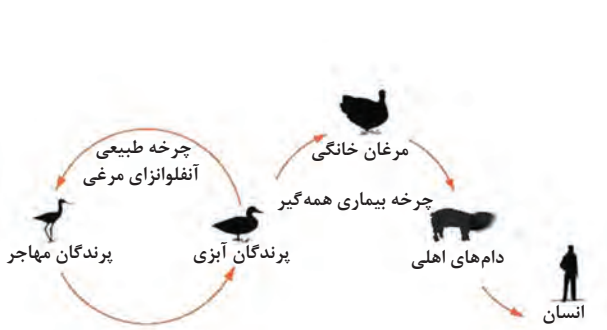 مرغان خانگی
چرخه طبیعی
آنفلوانزای مرغی
چرخه بیماری همه‌گیر
پرندگان مهاجر
پرندگان آبزی
دام‌های اهلی
انسان